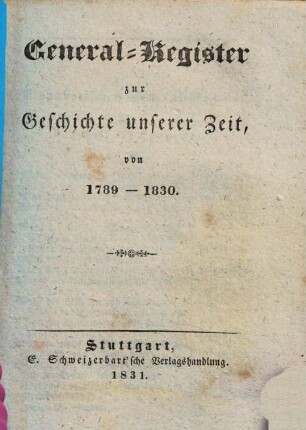 General-Register
zur
Geschichte unserer Zeit,
von
1789 — 1830.
Stuttgart,
E. Schweizerbart'sche Verlagshandlung.
1831.